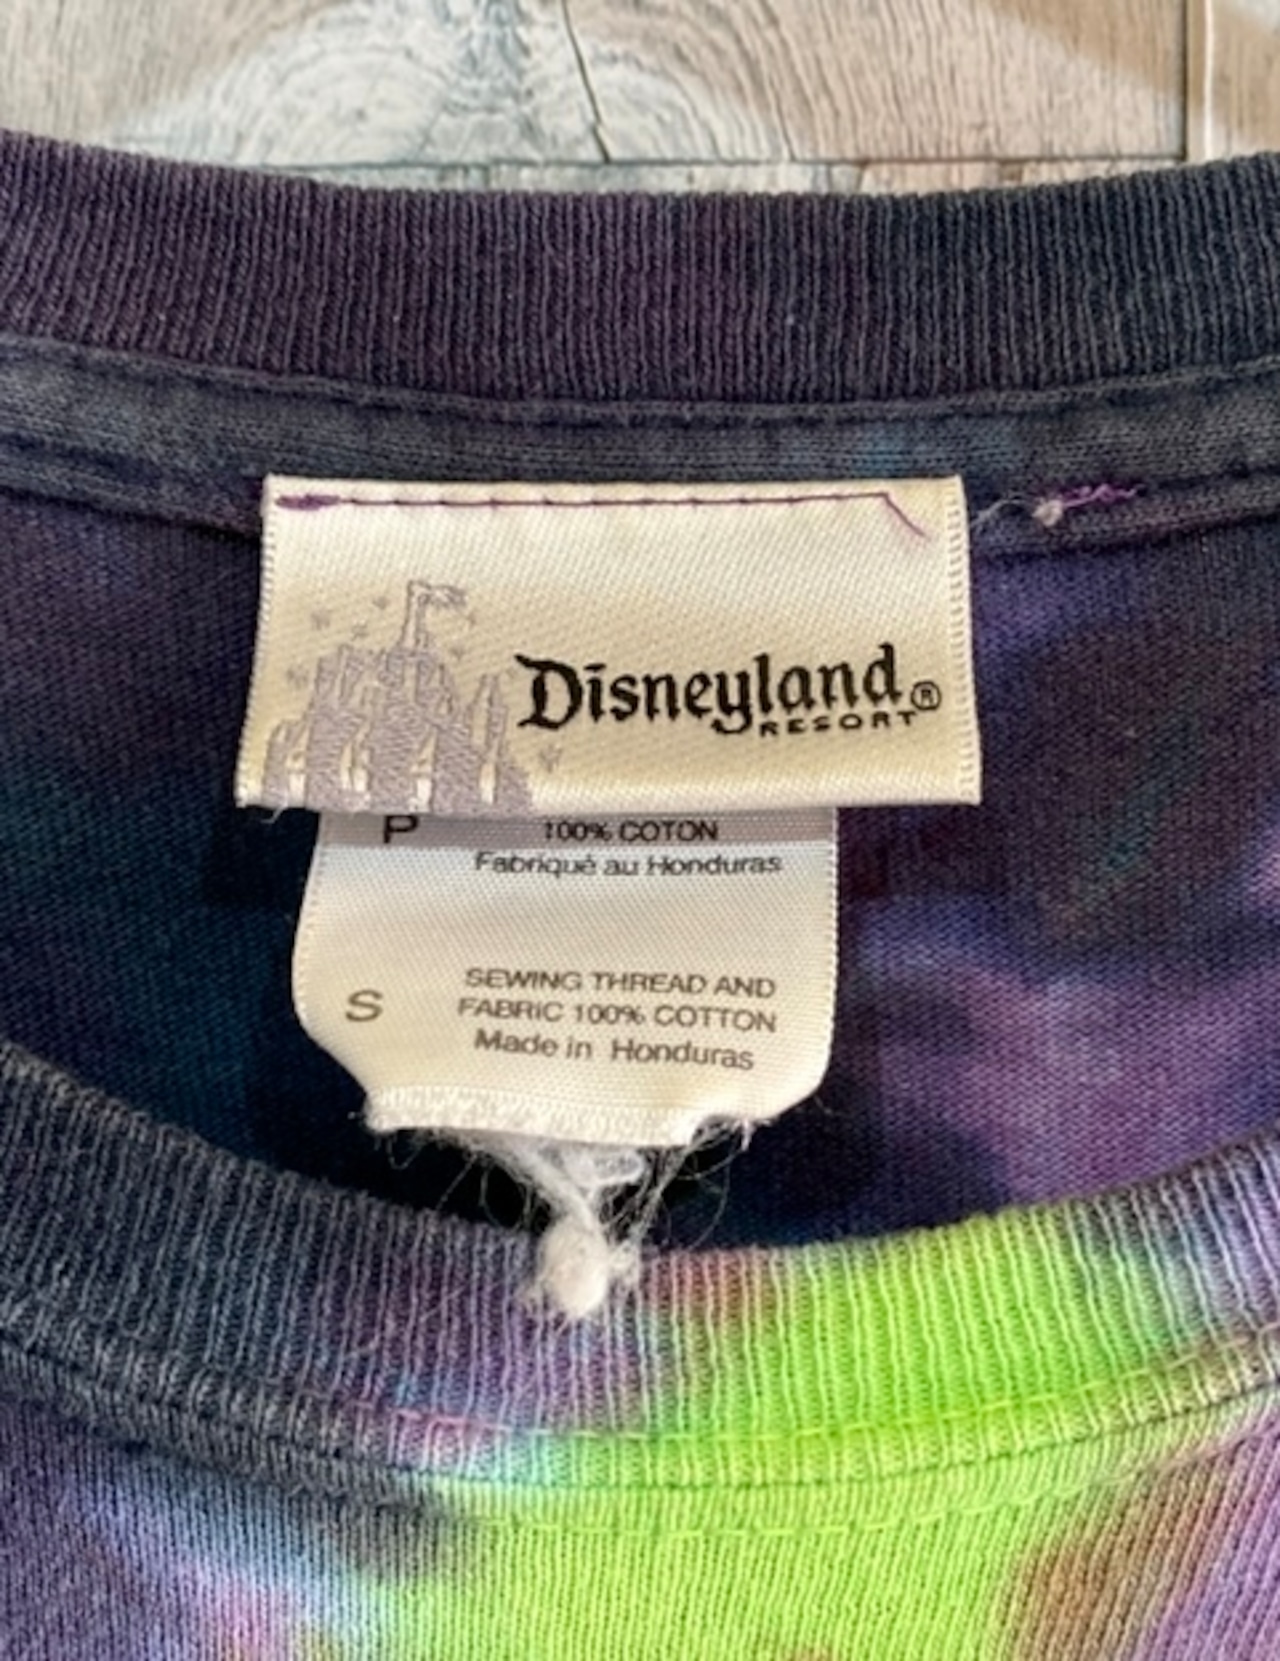 Disneyland®
RESORT
P 100% COTON
Fabriqué au Honduras
SEWING THREAD AND
S FABRIC 100% COTTON
Made in Honduras